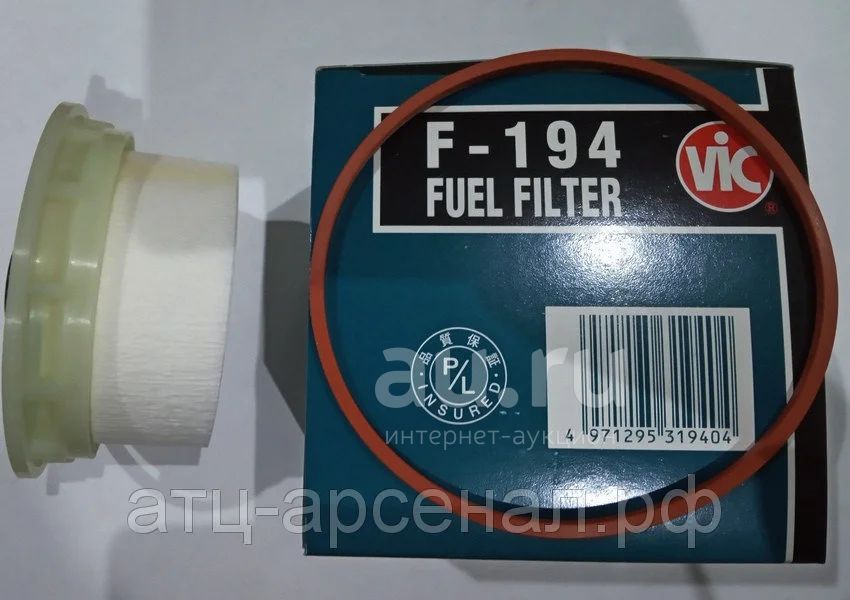 F-194
FUEL FILTER
VIC
®
品質保証
P/L
INSURED
au.ru
интернет-аукцион
4 971295 319404
атц-арсенал.рф